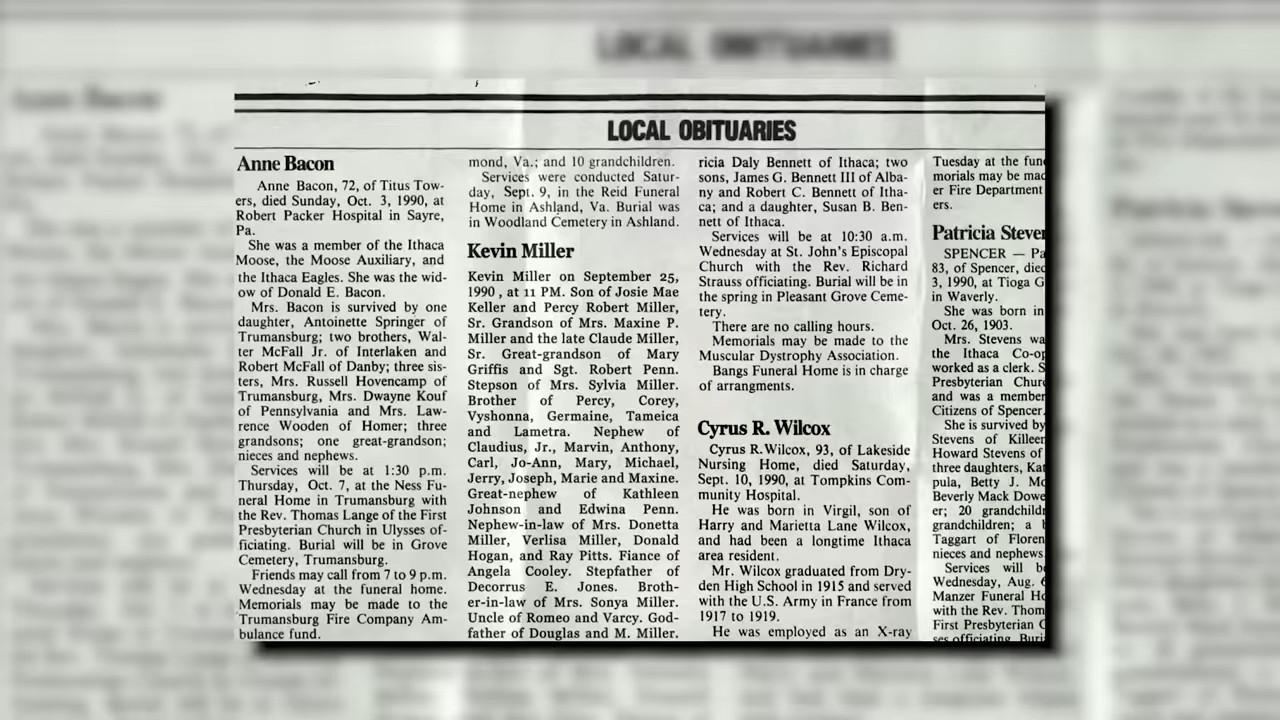 LOCAL OBITUARIES
LOCAL OBITUARIES
Anne Bacon
Anne Bacon, 72, of Titus Tow-
ers, died Sunday, Oct. 3, 1990, at
Robert Packer Hospital in Sayre,
Pa.
She was a member of the Ithaca
Moose, the Moose Auxiliary, and
the Ithaca Eagles. She was the wid-
ow of Donald E. Bacon.
Mrs. Bacon is survived by one
daughter, Antoinette Springer of
Trumansburg; two brothers, Wal-
ter McFall Jr. of Interlaken and
Robert McFall of Danby; three sis-
ters, Mrs. Russell Hovencamp of
Trumansburg, Mrs. Dwayne Kouf
of Pennsylvania and Mrs. Law-
rence Wooden of Homer; three
grandsons; one great-grandson;
nieces and nephews.
Services will be at 1:30 p.m.
Thursday, Oct. 7, at the Ness Fu-
neral Home in Trumansburg with
the Rev. Thomas Lange of the First
Presbyterian Church in Ulysses of-
ficiating. Burial will be in Grove
Cemetery, Trumansburg.
Friends may call from 7 to 9 p.m.
Wednesday at the funeral home.
Memorials may be made to the
Trumansburg Fire Company Am-
bulance fund.
mond, Va.; and 10 grandchildren.
Services were conducted Satur-
day, Sept. 9, in the Reid Funeral
Home in Ashland, Va. Burial was
in Woodland Cemetery in Ashland.
Kevin Miller
Kevin Miller on September 25,
1990 , at 11 PM. Son of Josie Mae
Keller and Percy Robert Miller,
Sr. Grandson of Mrs. Maxine P.
Miller and the late Claude Miller,
Sr. Great-grandson of Mary
Griffis and Sgt. Robert Penn.
Stepson of Mrs. Sylvia Miller.
Brother of Percy, Corey,
Vyshonna, Germaine, Tameica
and Lametra. Nephew of
Claudius, Jr., Marvin, Anthony,
Carl, Jo-Ann, Mary, Michael,
Jerry, Joseph, Marie and Maxine.
Great-nephew of Kathleen
Johnson and Edwina Penn.
Nephew-in-law of Mrs. Donetta
Miller, Verlisa Miller, Donald
Hogan, and Ray Pitts. Fiance of
Angela Cooley. Stepfather of
Decorrus E. Jones. Broth-
er-in-law of Mrs. Sonya Miller.
Uncle of Romeo and Varcy. God-
father of Douglas and M. Miller.
ricia Daly Bennett of Ithaca; two
sons, James G. Bennett III of Alba-
ny and Robert C. Bennett of Itha-
ca; and a daughter, Susan B. Ben-
nett of Ithaca.
Services will be at 10:30 a.m.
Wednesday at St. John's Episcopal
Church with the Rev. Richard
Strauss officiating. Burial will be in
the spring in Pleasant Grove Ceme-
tery.
There are no calling hours.
Memorials may be made to the
Muscular Dystrophy Association.
Bangs Funeral Home is in charge
of arrangments.
Cyrus R. Wilcox
Cyrus R. Wilcox, 93, of Lakeside
Nursing Home, died Saturday,
Sept. 10, 1990, at Tompkins Com-
munity Hospital.
He was born in Virgil, son of
Harry and Marietta Lane Wilcox,
and had been a longtime Ithaca
area resident.
Mr. Wilcox graduated from Dry-
den High School in 1915 and served
with the U.S. Army in France from
1917 to 1919.
He was employed as an X-ray
Tuesday at the fune
morials may be mad
er Fire Department
ers.
Patricia Steven
SPENCER — Pa
83, of Spencer, died
3, 1990, at Tioga G
in Waverly.
She was born in
Oct. 26, 1903.
Mrs. Stevens wa
the Ithaca Co-op
worked as a clerk. S
Presbyterian Churc
and was a member
Citizens of Spencer.
She is survived by
Stevens of Killeen
Howard Stevens of
three daughters, Kat
pula, Betty J. Mc
Beverly Mack Dowe
er; 20 grandchildr
grandchildren; a b
Taggart of Floren
nieces and nephews.
Services will be
Wednesday, Aug. 6
Manzer Funeral Ho
with the Rev. Thom
First Presbyterian C
ses officiating. Buri